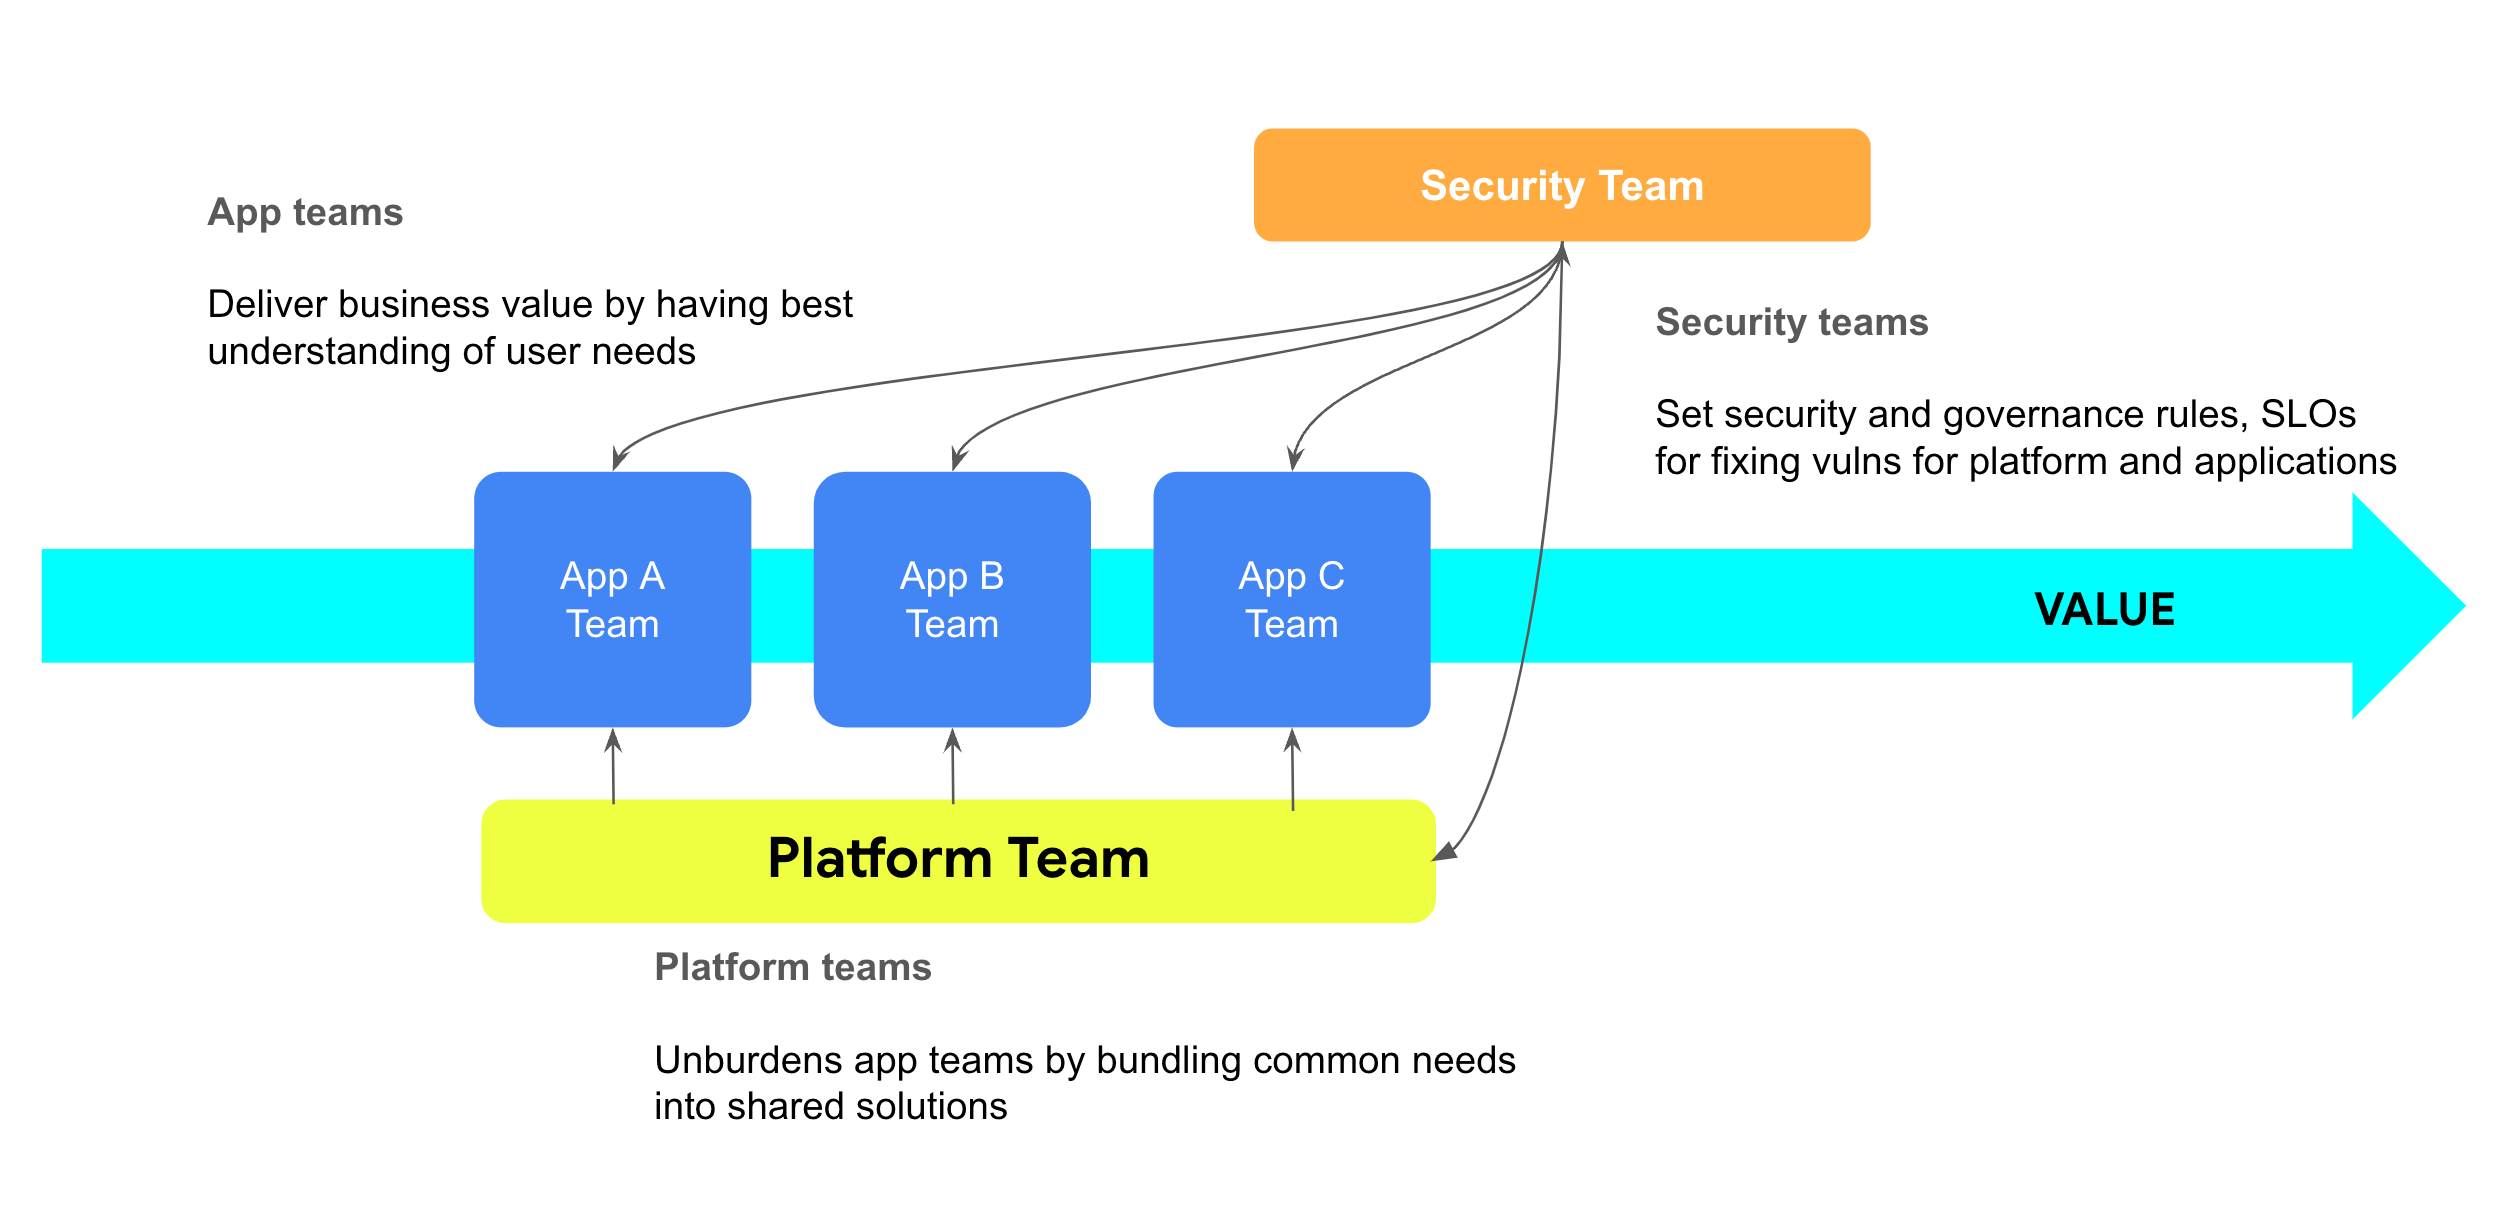 Security Team
App teams
Deliver business value by having best
understanding of user needs
Security teams
Set security and governance rules, SLOs
for fixing vulns for platform and applications
App A
Team
App B
Team
App C
Team
VALUE
Platform Team
Platform teams
Unburdens app teams by bundling common needs
into shared solutions